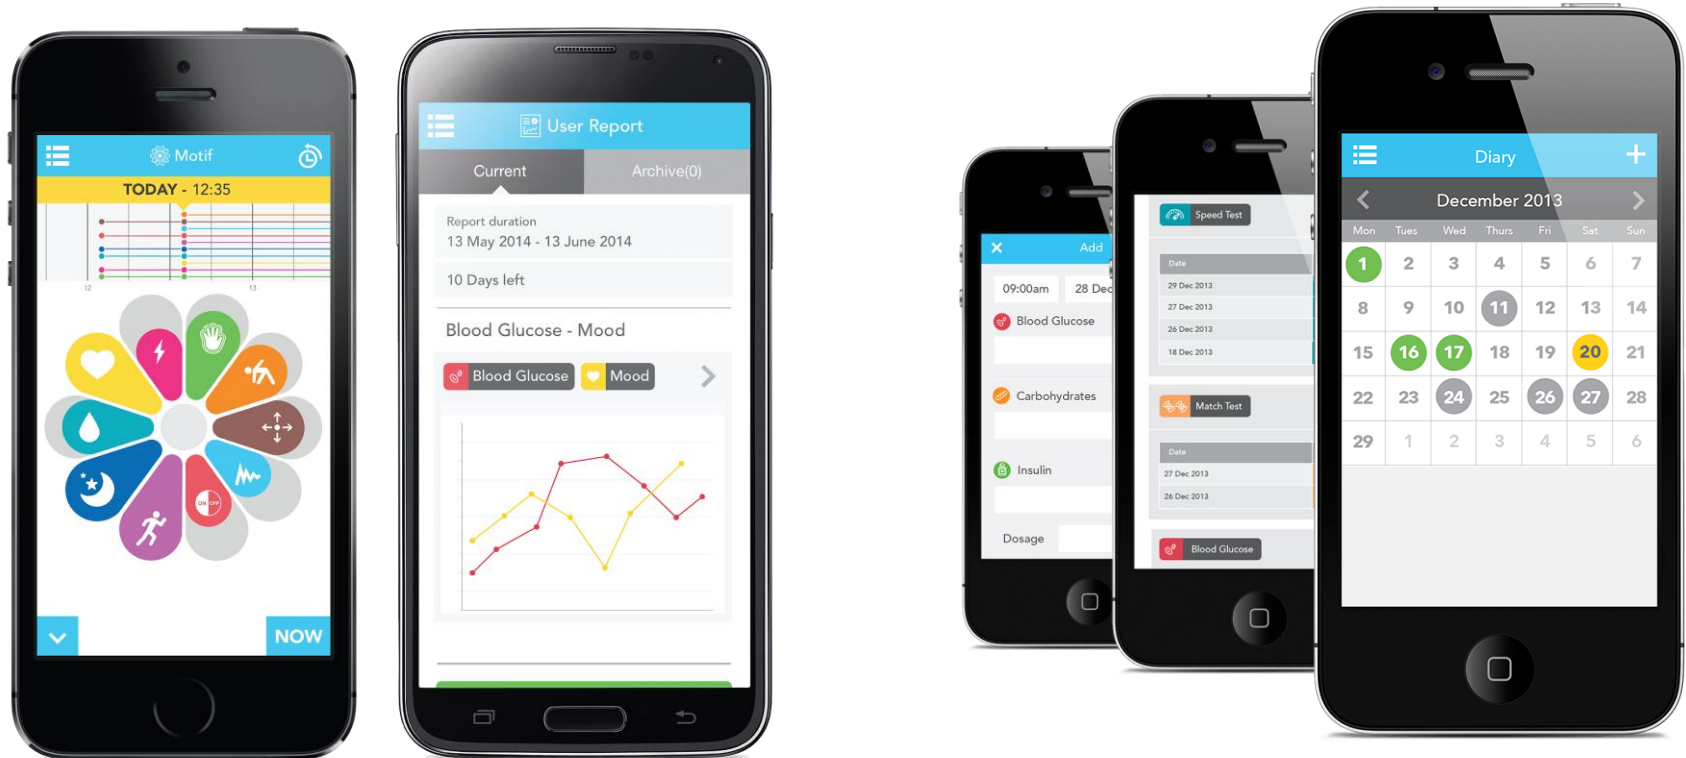 Motif
TODAY - 12:35
12 13
ON OFF
NOW
User Report
Current Archive(0)
Report duration
13 May 2014 - 13 June 2014
10 Days left
Blood Glucose - Mood
Blood Glucose Mood
Add
09:00am 28 Dec
Blood Glucose
Carbohydrates
Insulin
Dosage
Speed Test
Date
29 Dec 2013
27 Dec 2013
26 Dec 2013
18 Dec 2013
Match Test
Date
27 Dec 2013
26 Dec 2013
Blood Glucose
Diary
December 2013
Mon Tues Wed Thurs Fri Sat Sun
1 2 3 4 5 6 7
8 9 10 11 12 13 14
15 16 17 18 19 20 21
22 23 24 25 26 27 28
29 1 2 3 4 5 6